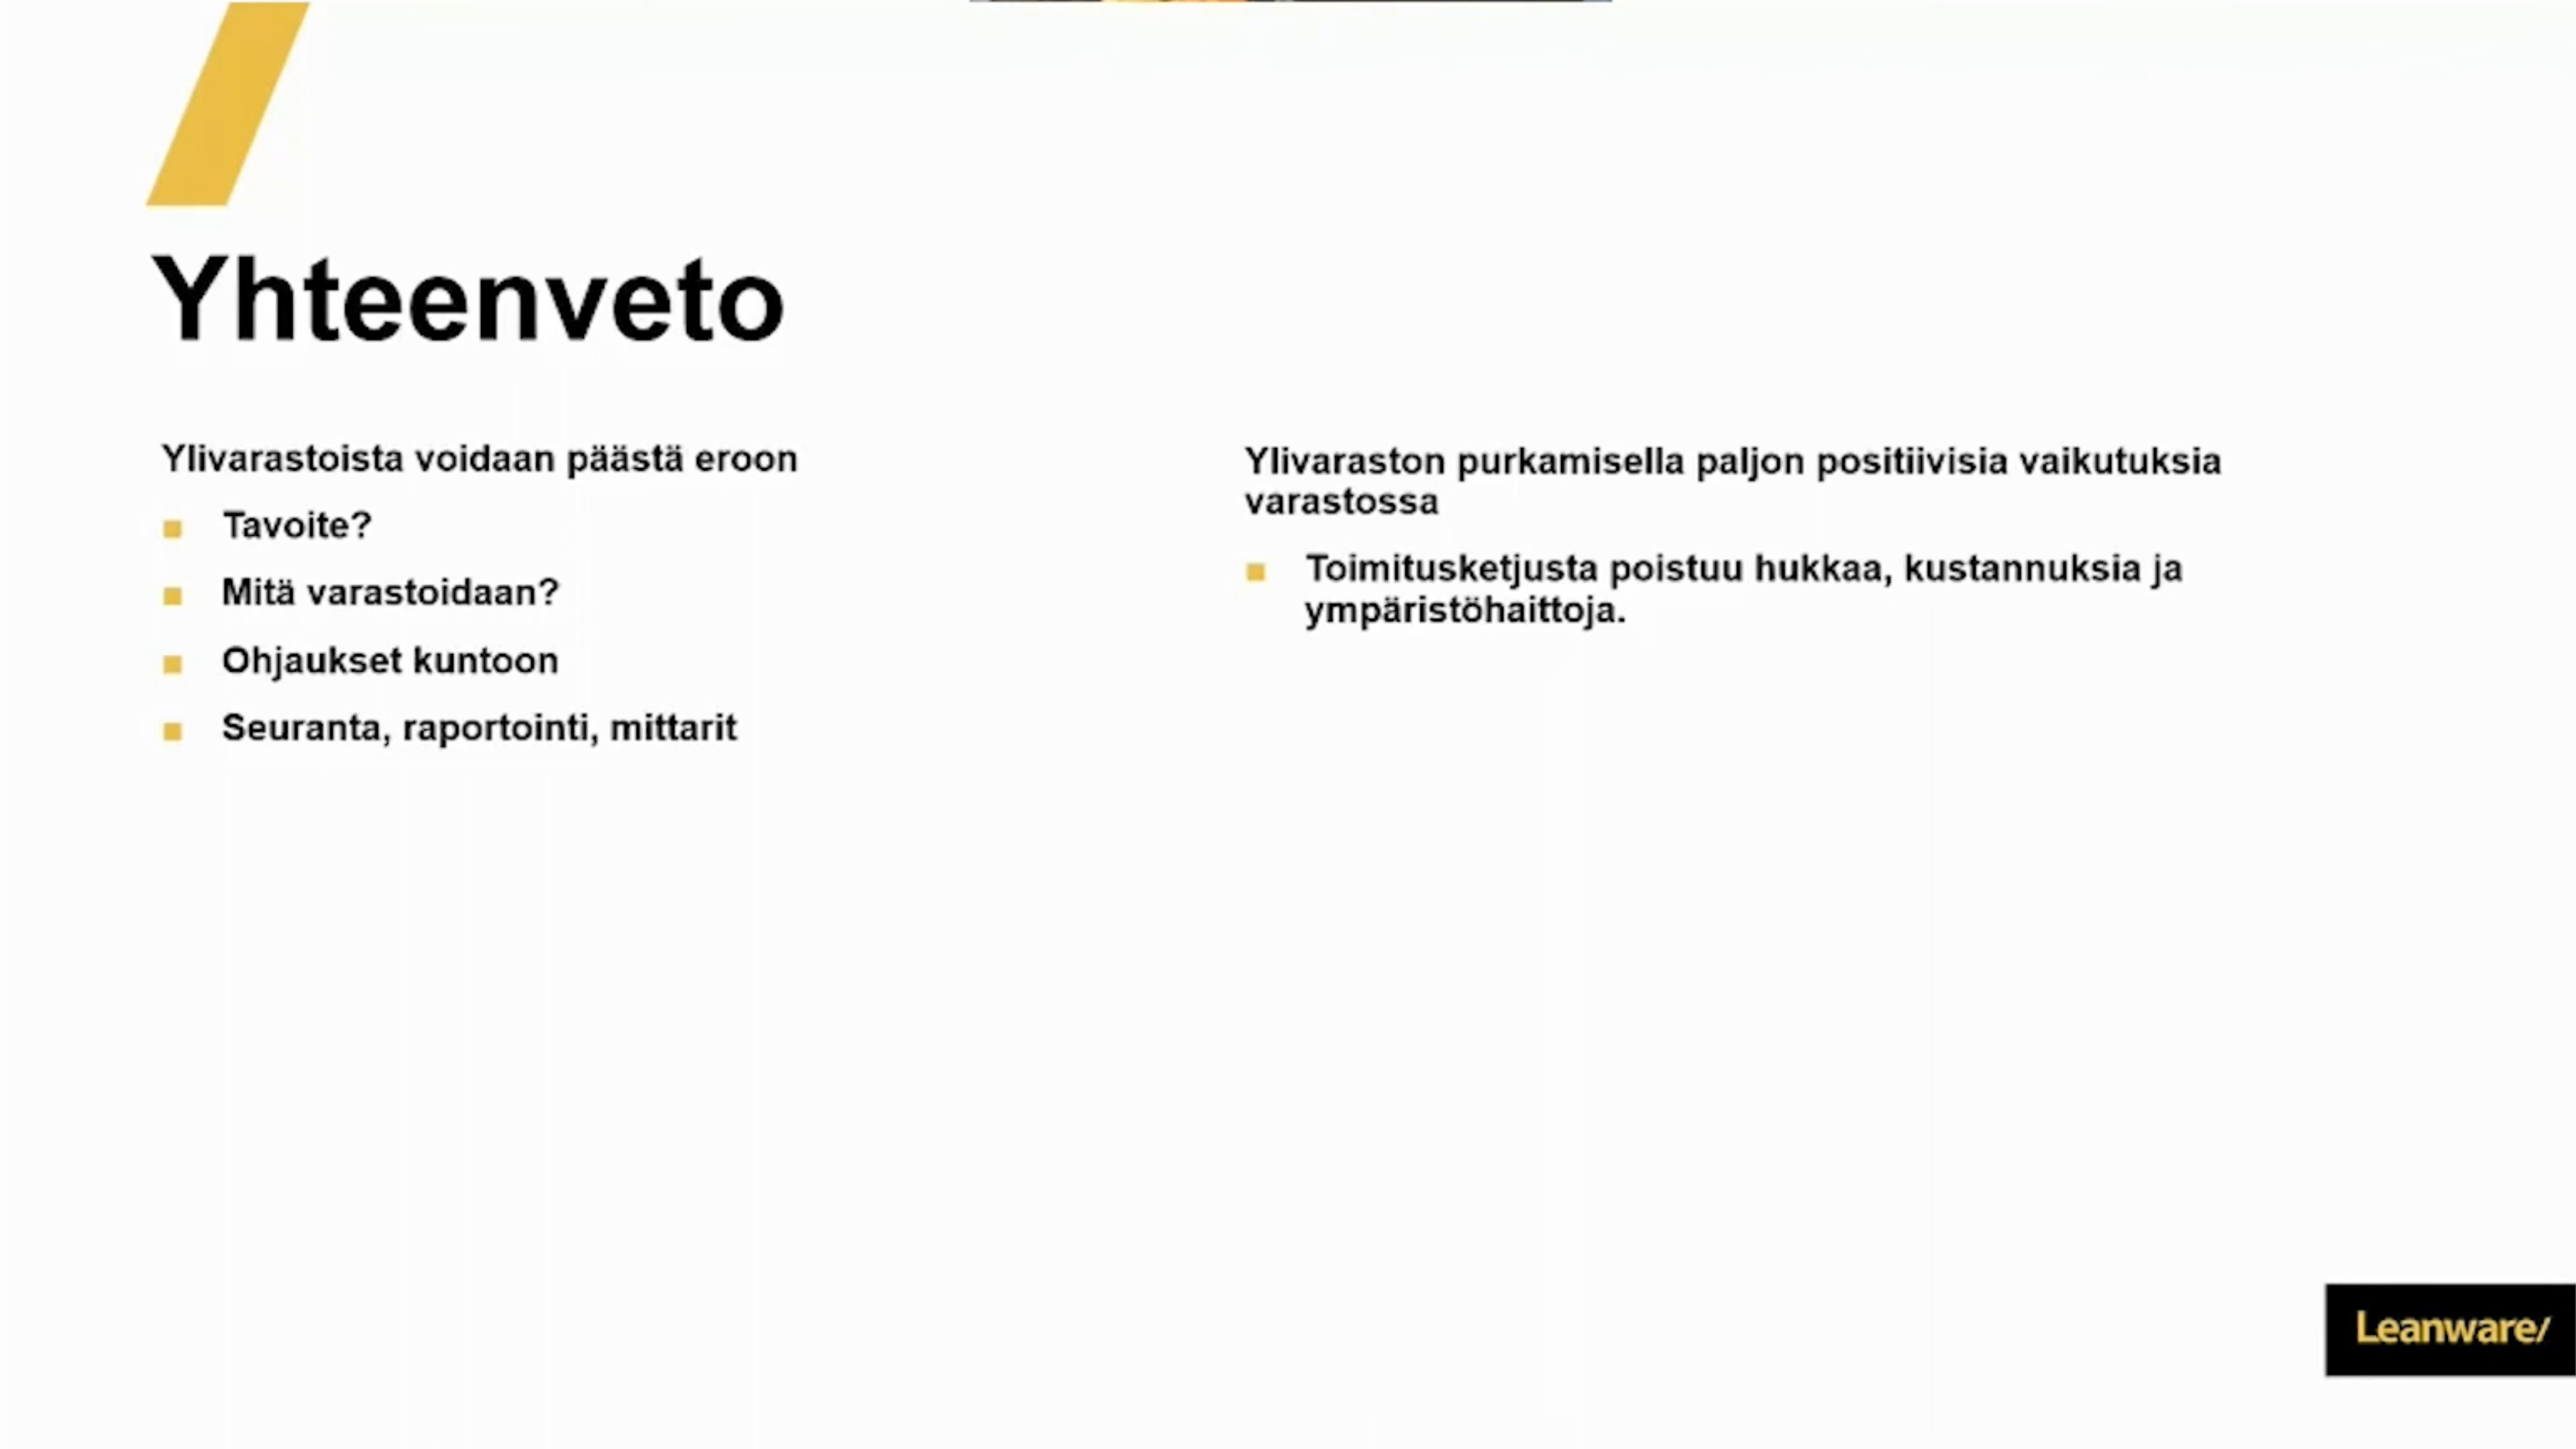 Yhteenveto
Ylivarastoista voidaan päästä eroon
Tavoite?
Mitä varastoidaan?
Ohjaukset kuntoon
Seuranta, raportointi, mittarit
Ylivaraston purkamisella paljon positiivisia vaikutuksia
varastossa
Toimitusketjusta poistuu hukkaa, kustannuksia ja
ympäristöhaittoja.
Leanware/